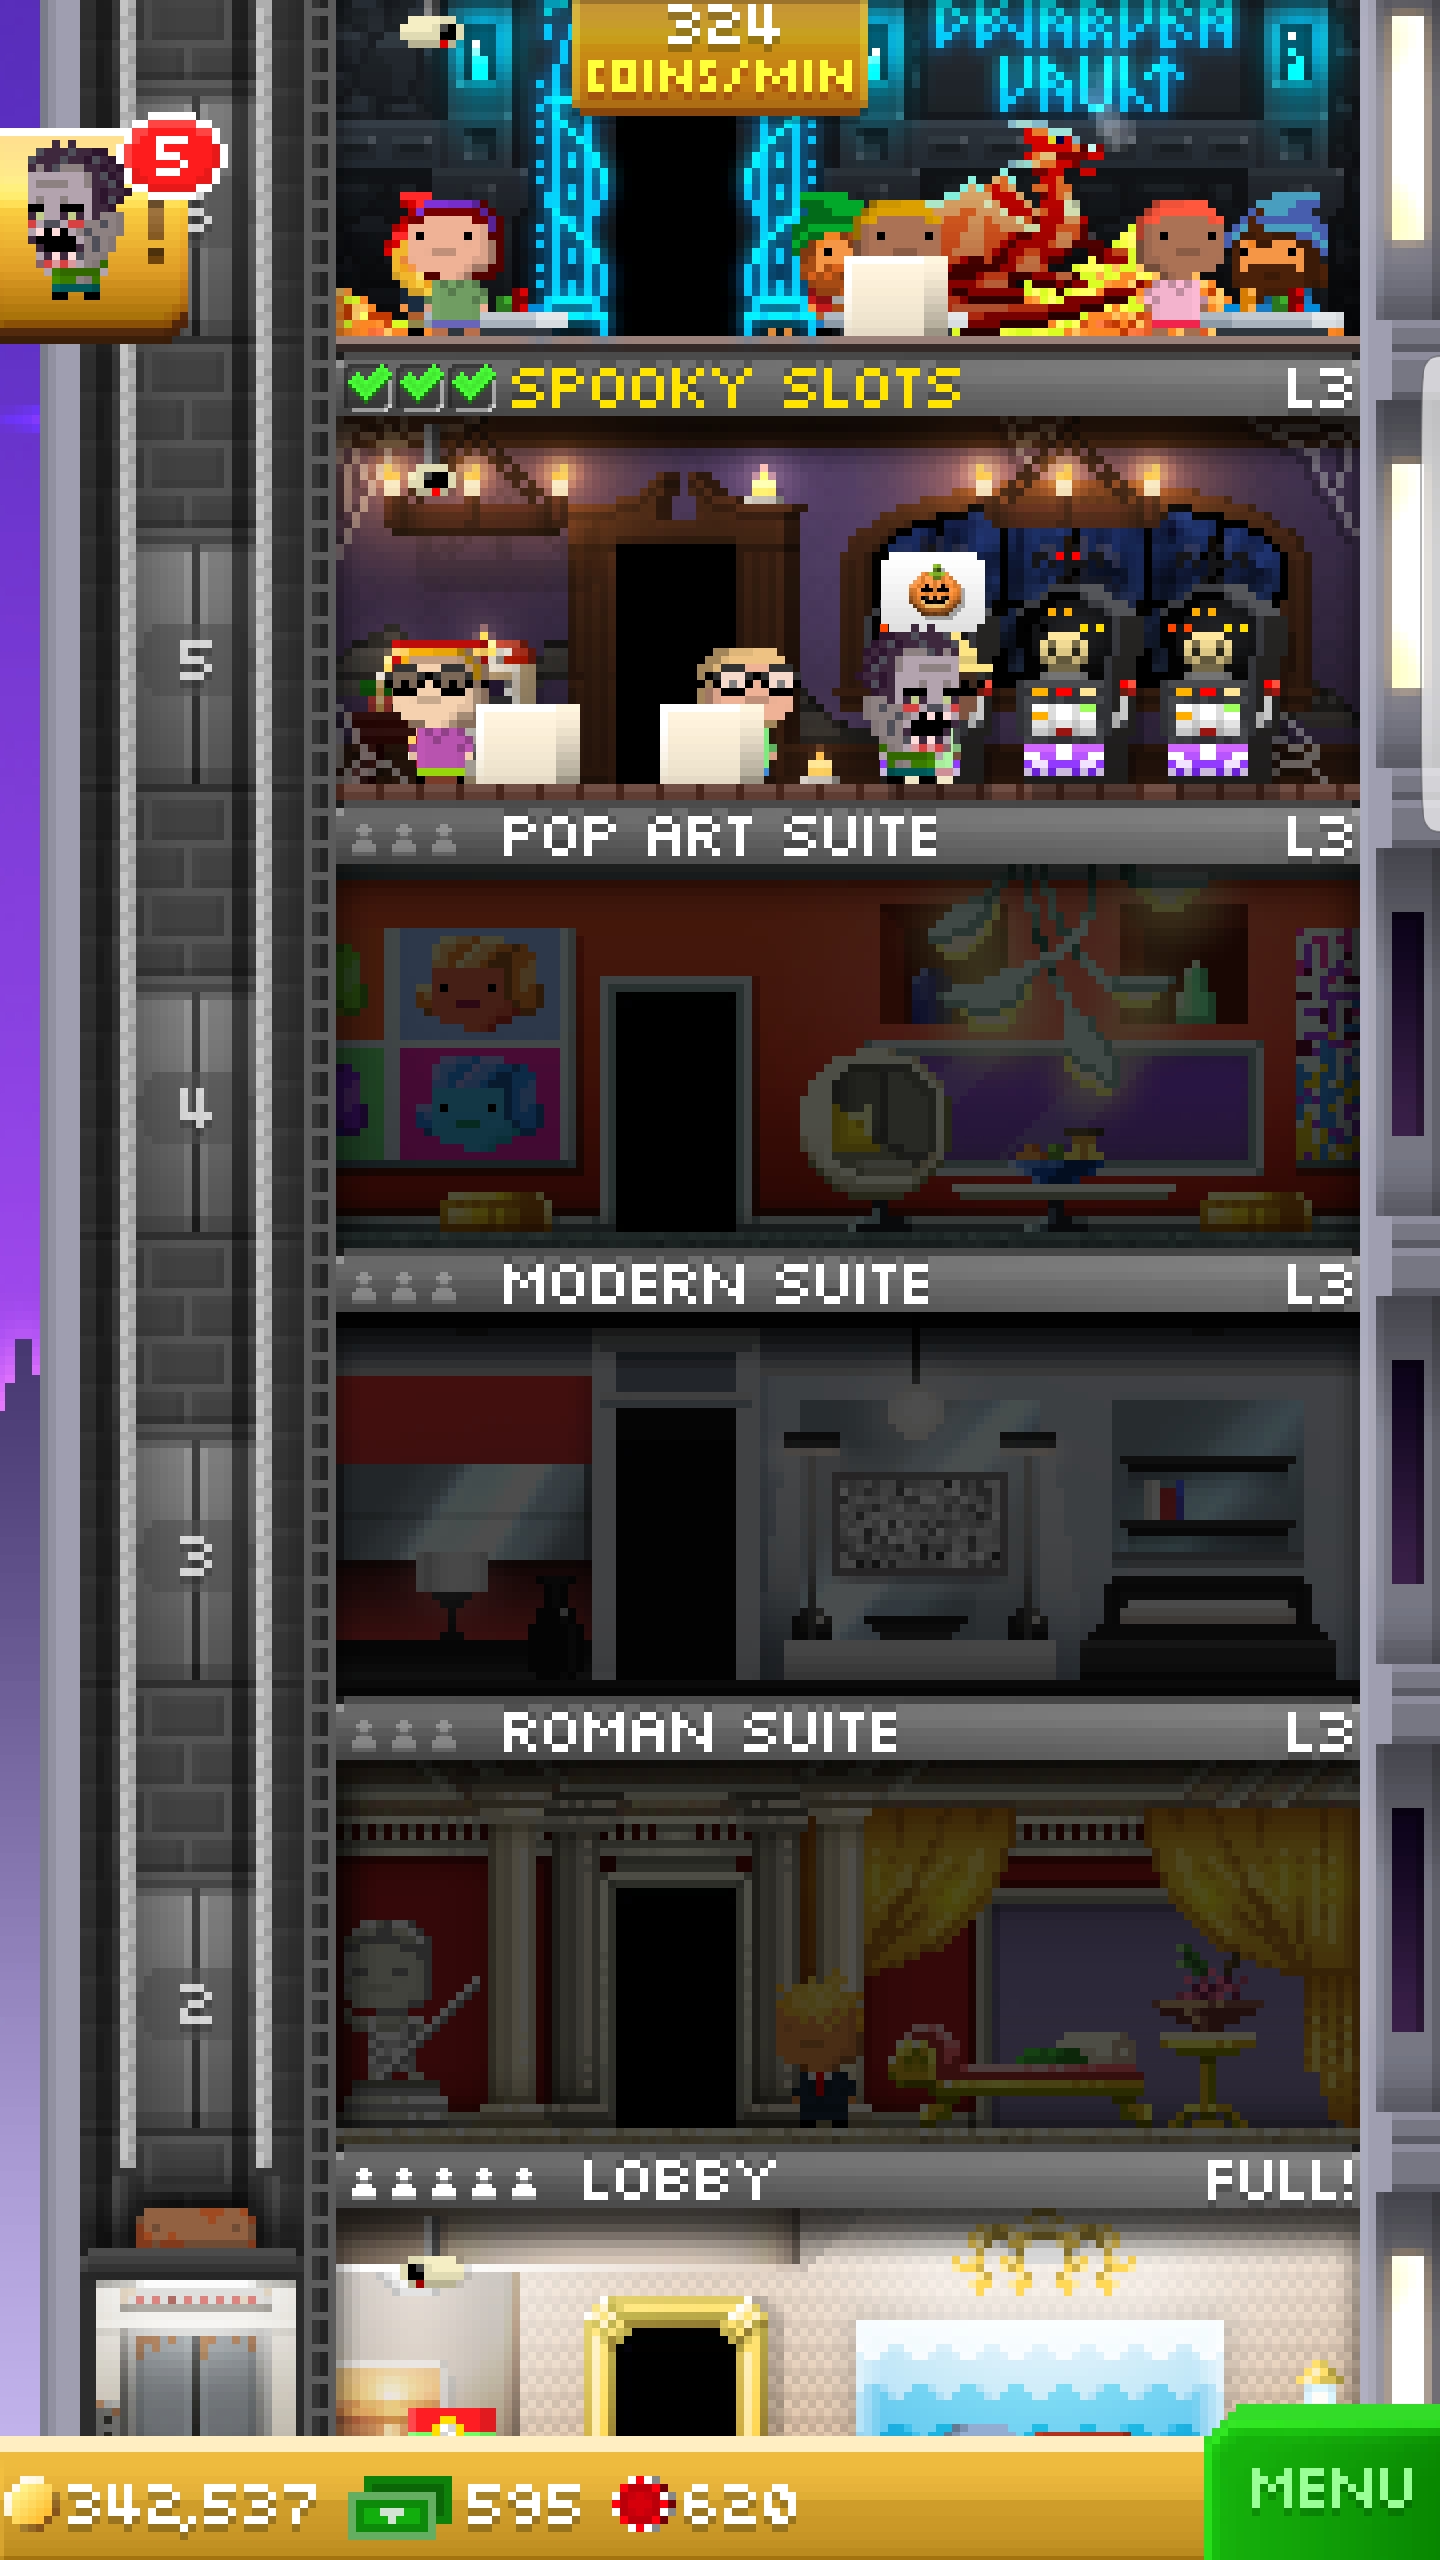 324
COINS/MIN
DWARVEN
VAULT
5
!
SPOOKY SLOTS L3
5
POP ART SUITE L3
4
MODERN SUITE L3
3
ROMAN SUITE L3
2
LOBBY FULL!
342,537 595 620
MENU